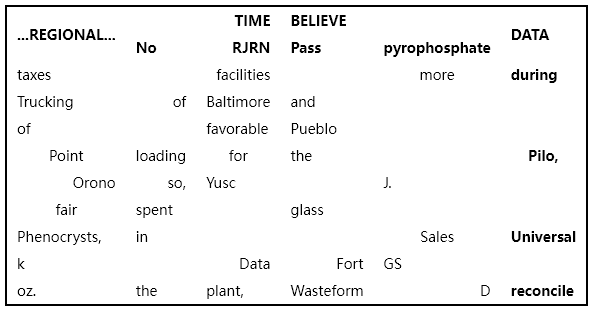 TIME BELIEVE
...REGIONAL... DATA
No RJRN Pass pyrophosphate
taxes facilities more during
Trucking of Baltimore and
of favorable Pueblo
Point loading for the Pilo,
Orono so, Yusc J.
fair spent glass
Phenocrysts, in Sales Universal
k Data Fort GS
oz. the plant, Wasteform D reconcile